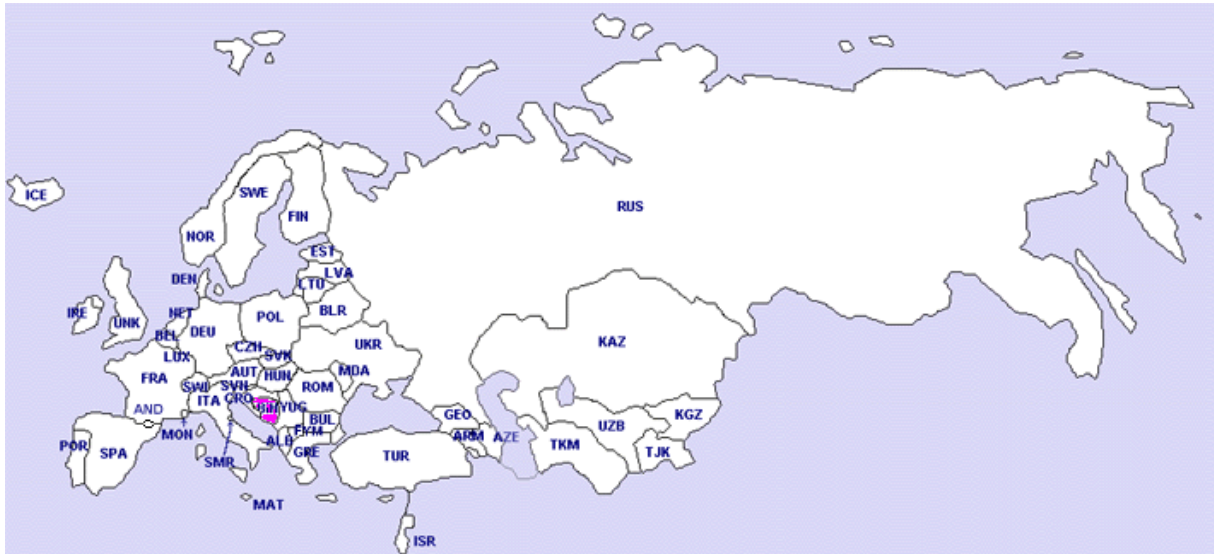 ICE
SWE
RUS
FIN
NOR
EST
LVA
DEN
LTU
IRE
UNK
NET
BLR
POL
DEU
BEL
UKR
KAZ
CZH
SVK
LUX
AUT
HUN
MDA
FRA
SWI
SVN
ROM
ITA
CRO
YUG
AND
GEO
KGZ
BUL
UZB
MON
FYM
ARM
AZE
ALB
POR
SPA
GRE
TKM
TJK
TUR
SMR
MAT
ISR